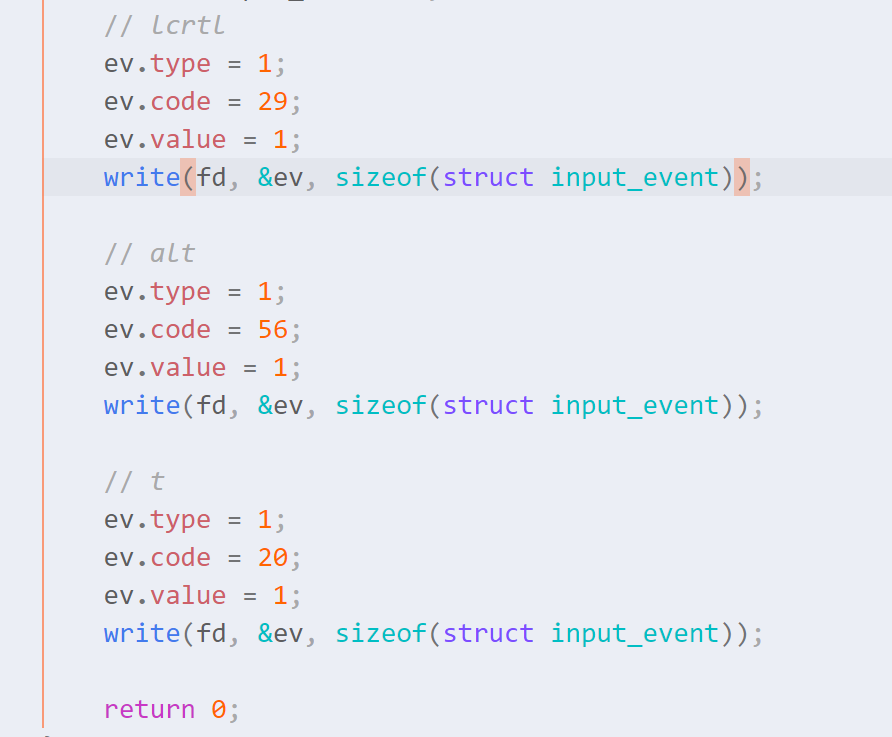 // lcrtl
ev.type = 1;
ev.code = 29;
ev.value = 1;
write(fd, &ev, sizeof(struct input_event));
// alt
ev.type = 1;
ev.code = 56;
ev.value = 1;
write(fd, &ev, sizeof(struct input_event));
// t
ev.type = 1;
ev.code = 20;
ev.value = 1;
write(fd, &ev, sizeof(struct input_event));
return 0;